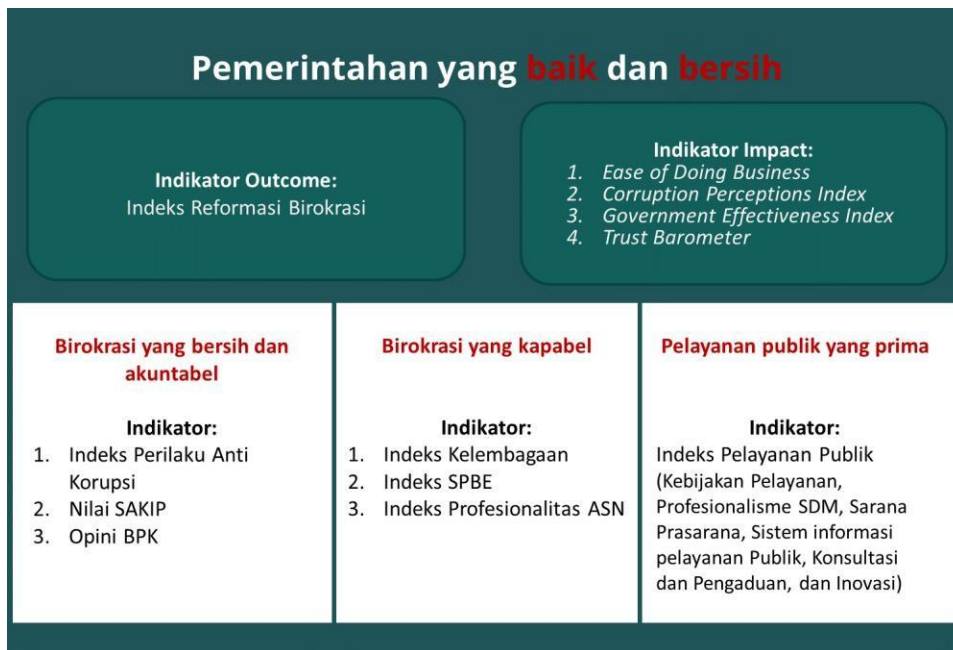 Pemerintahan yang baik dan bersih
Indikator Outcome:
Indeks Reformasi Birokrasi
Indikator Impact:
1. Ease of Doing Business
2. Corruption Perceptions Index
3. Government Effectiveness Index
4. Trust Barometer
Birokrasi yang bersih dan
akuntabel
Indikator:
1. Indeks Perilaku Anti
Korupsi
2. Nilai SAKIP
3. Opini BPK
Birokrasi yang kapabel
Indikator:
1. Indeks Kelembagaan
2. Indeks SPBE
3. Indeks Profesionalitas ASN
Pelayanan publik yang prima
Indikator:
Indeks Pelayanan Publik
(Kebijakan Pelayanan,
Profesionalisme SDM, Sarana
Prasarana, Sistem informasi
pelayanan Publik, Konsultasi
dan Pengaduan, dan Inovasi)